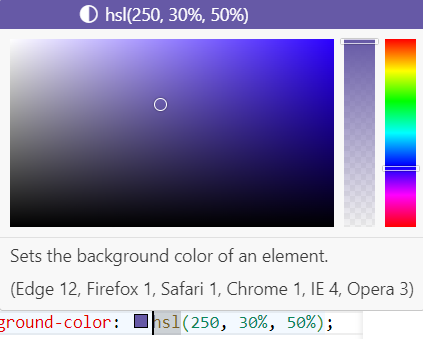 hsl(250, 30%, 50%)
Sets the background color of an element.
(Edge 12, Firefox 1, Safari 1, Chrome 1, IE 4, Opera 3)
ground-color: hsl(250, 30%, 50%);